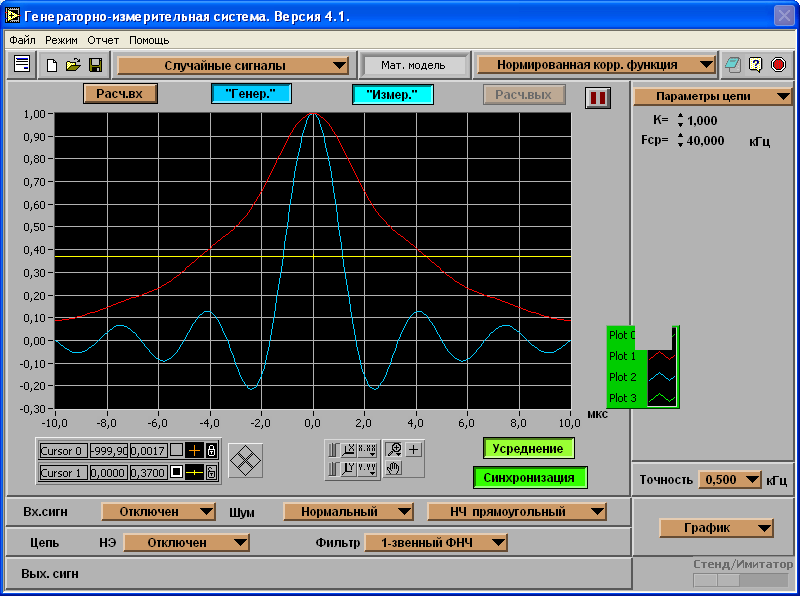 Генераторно-измерительная система. Версия 4.1.
Файл Режим Отчет Помощь
Случайные сигналы Мат. модель Нормированная корр. функция
Расч.вх "Генер." "Измер." Расч.вых Параметры цепи
K= 1,000
Fср= 40,000 кГц
1,00
0,90
0,80
0,70
0,60
0,50
0,40
0,30
0,20
0,10
0,00
-0,10
-0,20
-0,30
-10,0 -8,0 -6,0 -4,0 -2,0 0,0 2,0 4,0 6,0 8,0 10,0 мкс
Plot
Plot 1
Plot 2
Plot 3
Cursor 0 -999,90 0,0017
Cursor 1 0,0000 0,3700
X X.XX
Y Y.YY
Усреднение
Синхронизация
Точность 0,500 кГц
Вх.сигн Отключен Шум Нормальный НЧ прямоугольный
График
Цепь НЭ Отключен Фильтр 1-звенный ФНЧ
Стенд/Имитатор
Вых. сигн